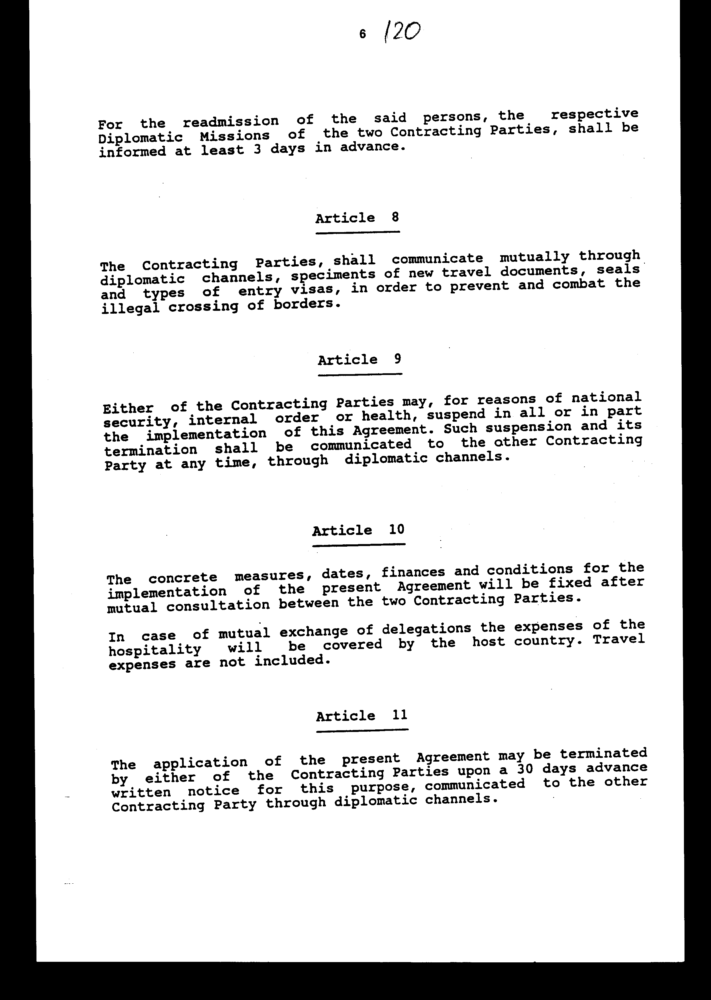 6 /20
For the readmission of the said persons, the respective
Diplomatic Missions of the two Contracting Parties, shall be
informed at least 3 days in advance.
Article 8
The Contracting Parties, shall communicate mutually through
diplomatic channels, speciments of new travel documents, seals
and types of entry visas, in order to prevent and combat the
illegal crossing of borders.
Article 9
Either of the Contracting Parties may, for reasons of national
security, internal order or health, suspend in all or in part
the implementation of this Agreement. Such suspension and its
termination shall be communicated to the other Contracting
Party at any time, through diplomatic channels.
Article 10
The concrete measures, dates, finances and conditions for the
implementation of the present Agreement will be fixed after
mutual consultation between the two Contracting Parties.
In case of mutual exchange of delegations the expenses of the
hospitality will be covered by the host country. Travel
expenses are not included.
Article 11
The application of the present Agreement may be terminated
by either of the Contracting Parties upon a 30 days advance
written notice for this purpose, communicated to the other
Contracting Party through diplomatic channels.